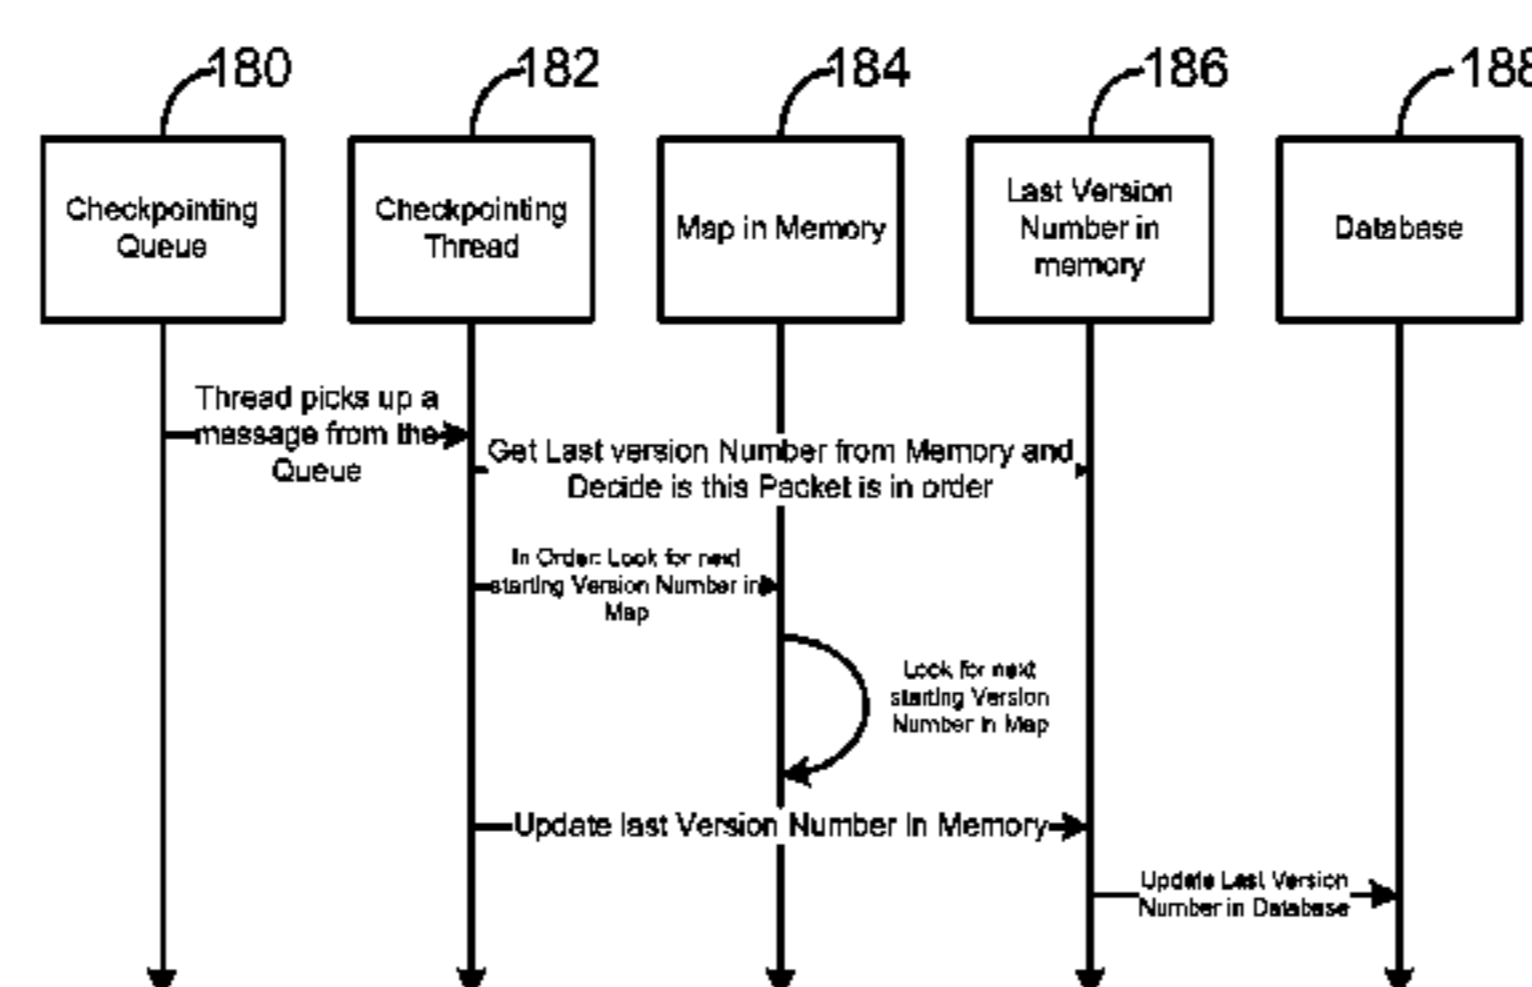 180
182
184
186
188
Checkpointing
Queue
Checkpointing
Thread
Map in Memory
Last Version
Number in
memory
Database
Thread picks up a
message from the
Queue
Get Last version Number from Memory and
Decide is this Packet is in order
In Order: Look for next
starting Version Number in
Map
Look for next
starting Version
Number in Map
Update last Version Number In Memory
Update Last Version
Number in Database